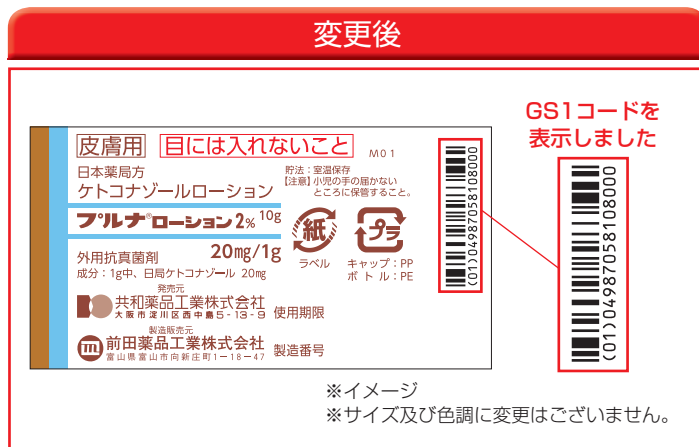 変更後
GS1コードを
表示しました
皮膚用 目には入れないこと M01
日本薬局方
ケトコナゾールローション
貯法：室温保存
【注意】小児の手の届かない
ところに保管すること。
プルナ®ローション2% 10g
外用抗真菌剤 20mg/1g
成分：1g中、日局ケトコナゾール 20mg
紙
ラベル
プラ
キャップ：PP
ボトル：PE
発売元
共和薬品工業株式会社
大阪市淀川区西中島5-13-9
使用期限
製造販売元
前田薬品工業株式会社
富山県富山市向新庄町1-18-47
製造番号
(01)04987058108000
(01)04987058108000
※イメージ
※サイズ及び色調に変更はございません。